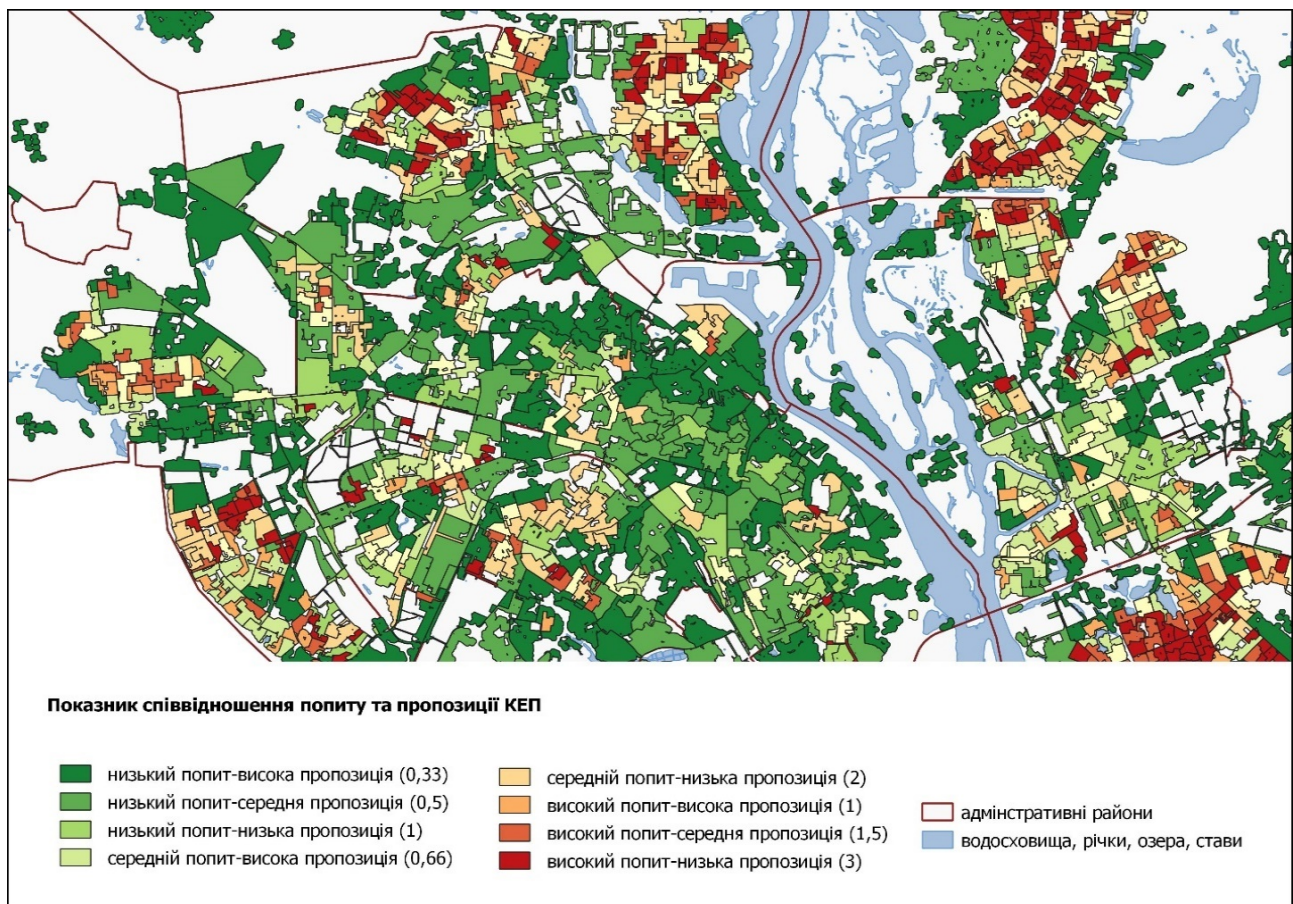 Показник співвідношення попиту та пропозиції КЕП
низький попит-висока пропозиція (0,33)
низький попит-середня пропозиція (0,5)
низький попит-низька пропозиція (1)
середній попит-висока пропозиція (0,66)
середній попит-низька пропозиція (2)
високий попит-висока пропозиція (1)
високий попит-середня пропозиція (1,5)
високий попит-низька пропозиція (3)
адмінстративні райони
водосховища, річки, озера, стави